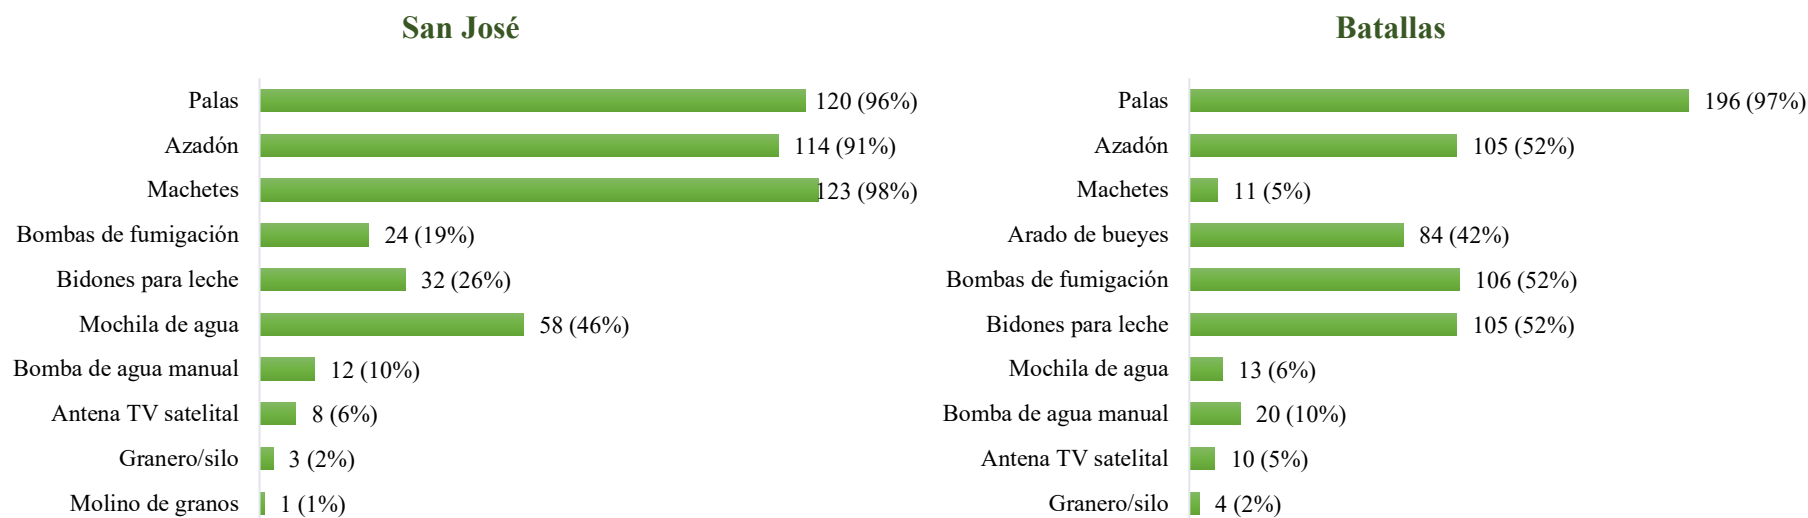 San José
Palas 120 (96%)
Azadón 114 (91%)
Machetes 123 (98%)
Bombas de fumigación 24 (19%)
Bidones para leche 32 (26%)
Mochila de agua 58 (46%)
Bomba de agua manual 12 (10%)
Antena TV satelital 8 (6%)
Granero/silo 3 (2%)
Molino de granos 1 (1%)
Batallas
Palas 196 (97%)
Azadón 105 (52%)
Machetes 11 (5%)
Arado de bueyes 84 (42%)
Bombas de fumigación 106 (52%)
Bidones para leche 105 (52%)
Mochila de agua 13 (6%)
Bomba de agua manual 20 (10%)
Antena TV satelital 10 (5%)
Granero/silo 4 (2%)